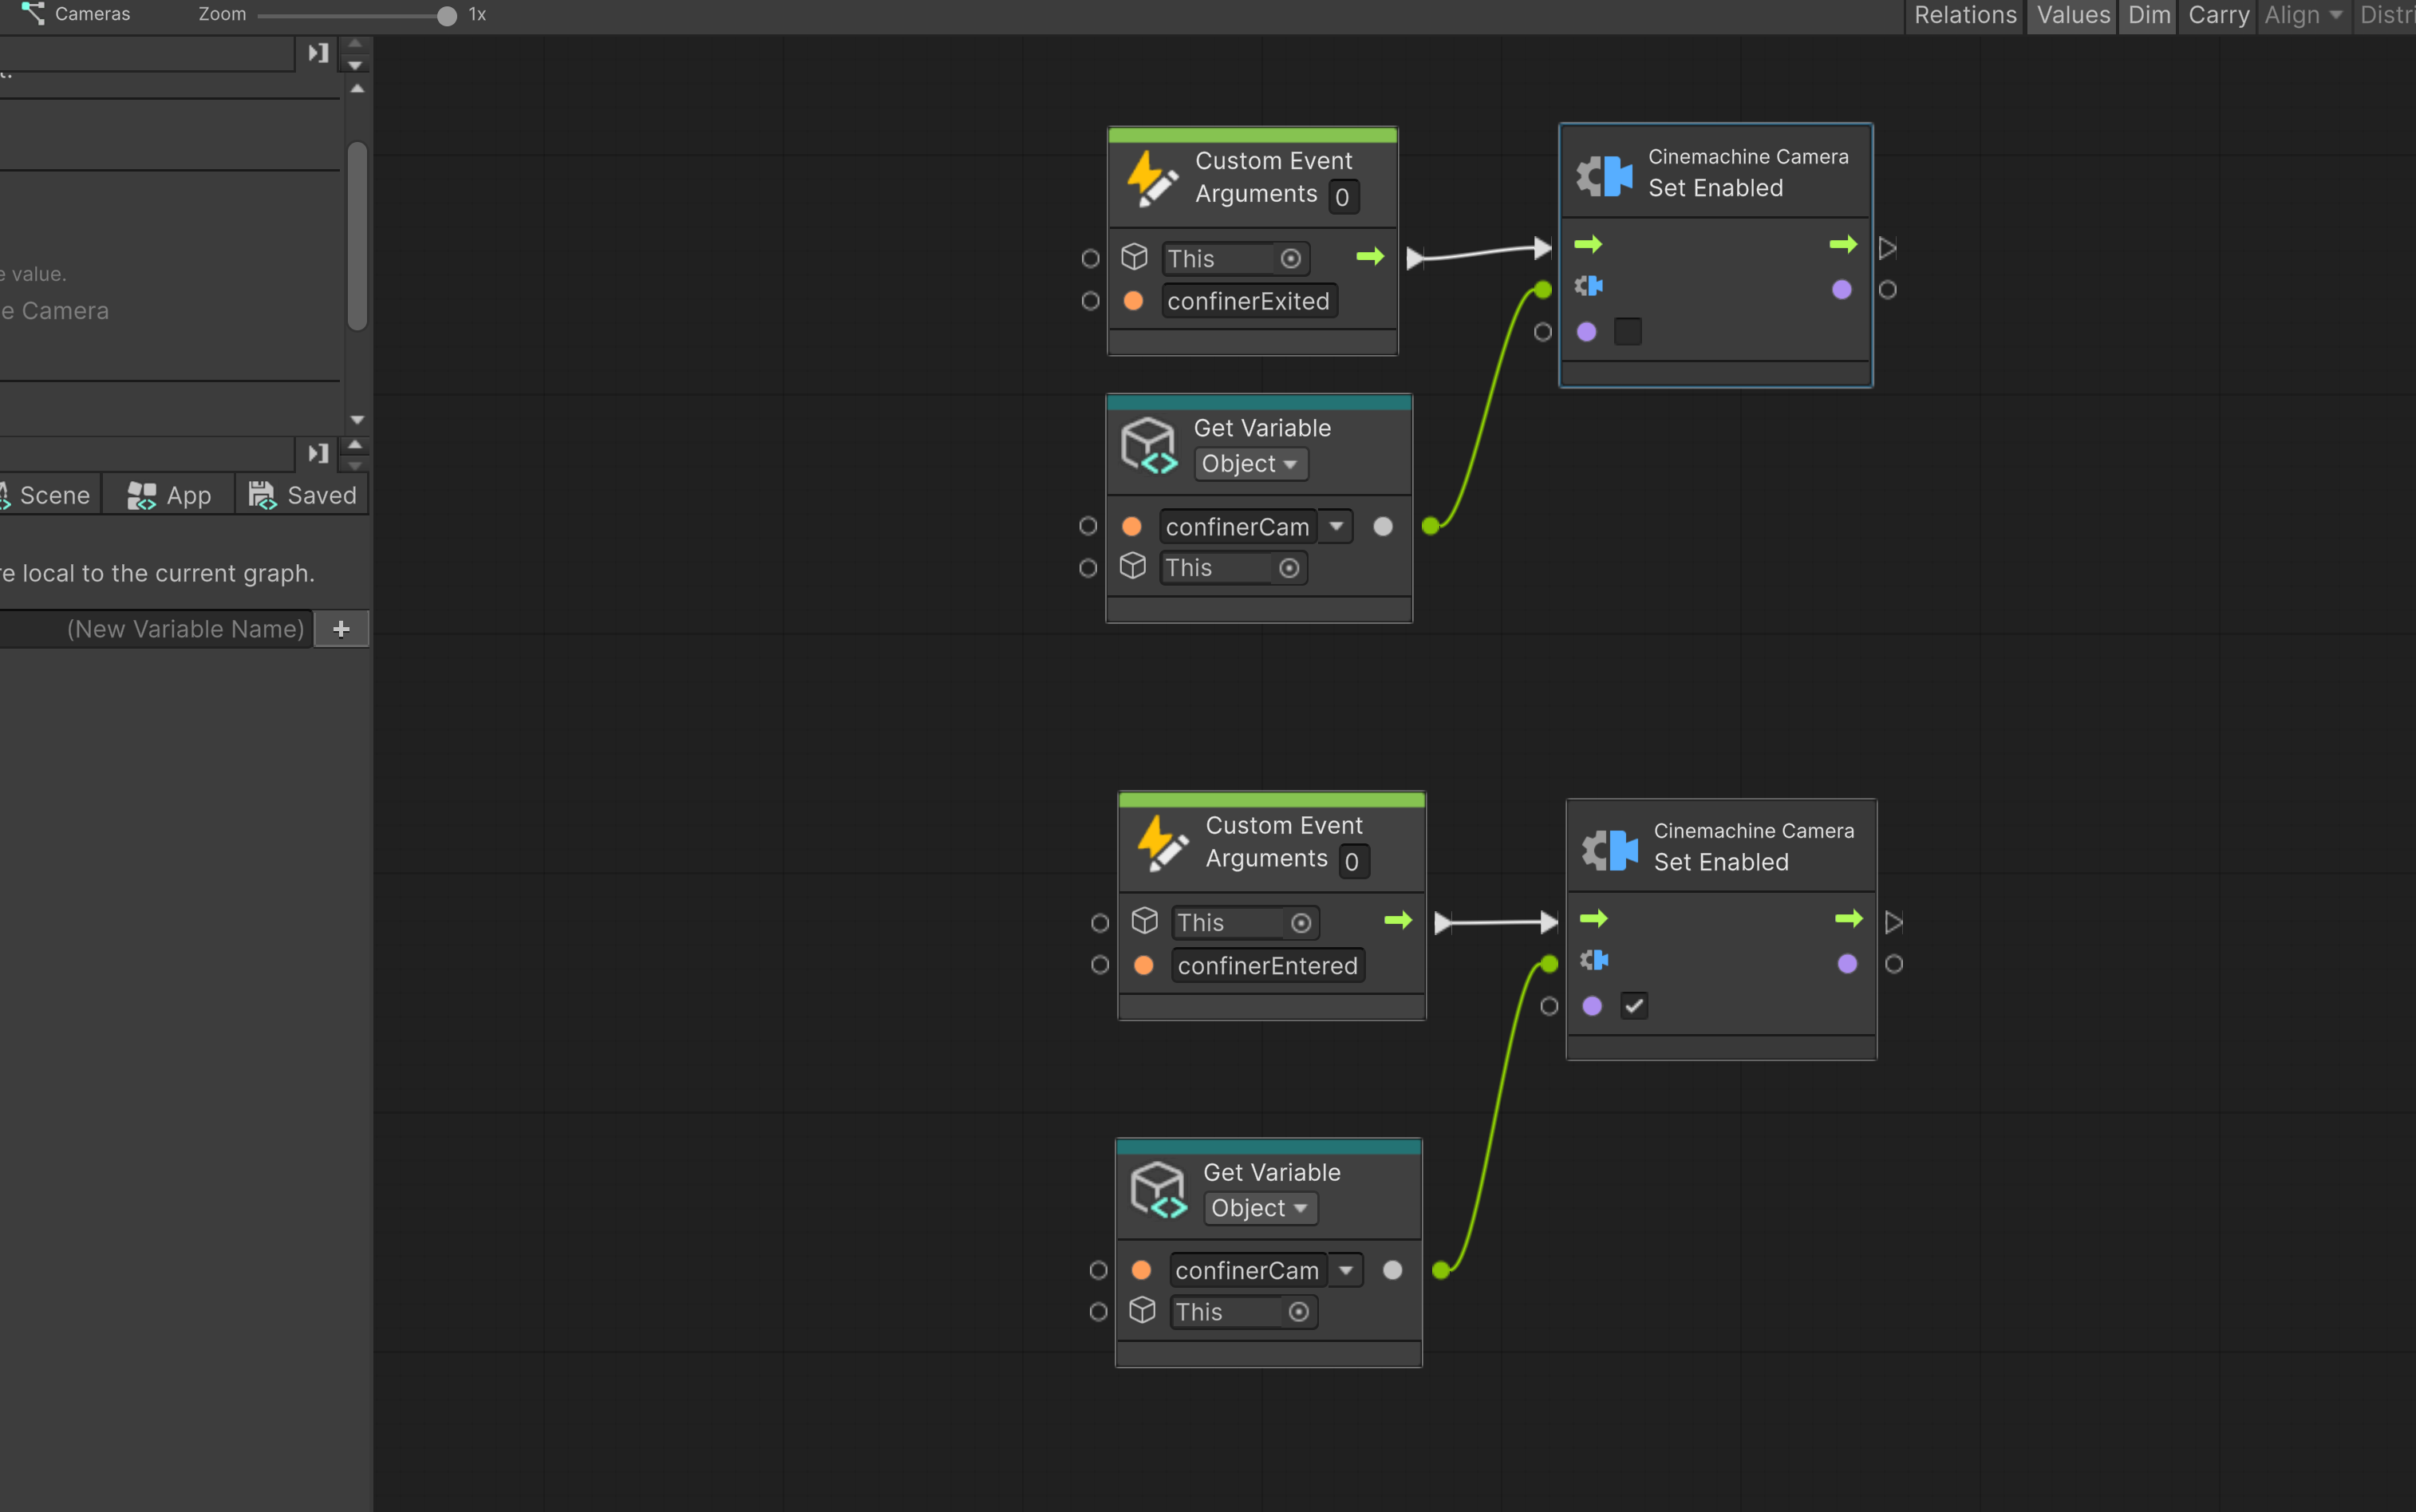 Cameras
Zoom
1x
Relations
Values
Dim
Carry
Align
e value.
e Camera
Scene
App
Saved
e local to the current graph.
(New Variable Name)
+
Custom Event
Arguments 0
This
confinerExited
Cinemachine Camera
Set Enabled
Get Variable
Object
confinerCam
This
Custom Event
Arguments 0
This
confinerEntered
Cinemachine Camera
Set Enabled
Get Variable
Object
confinerCam
This